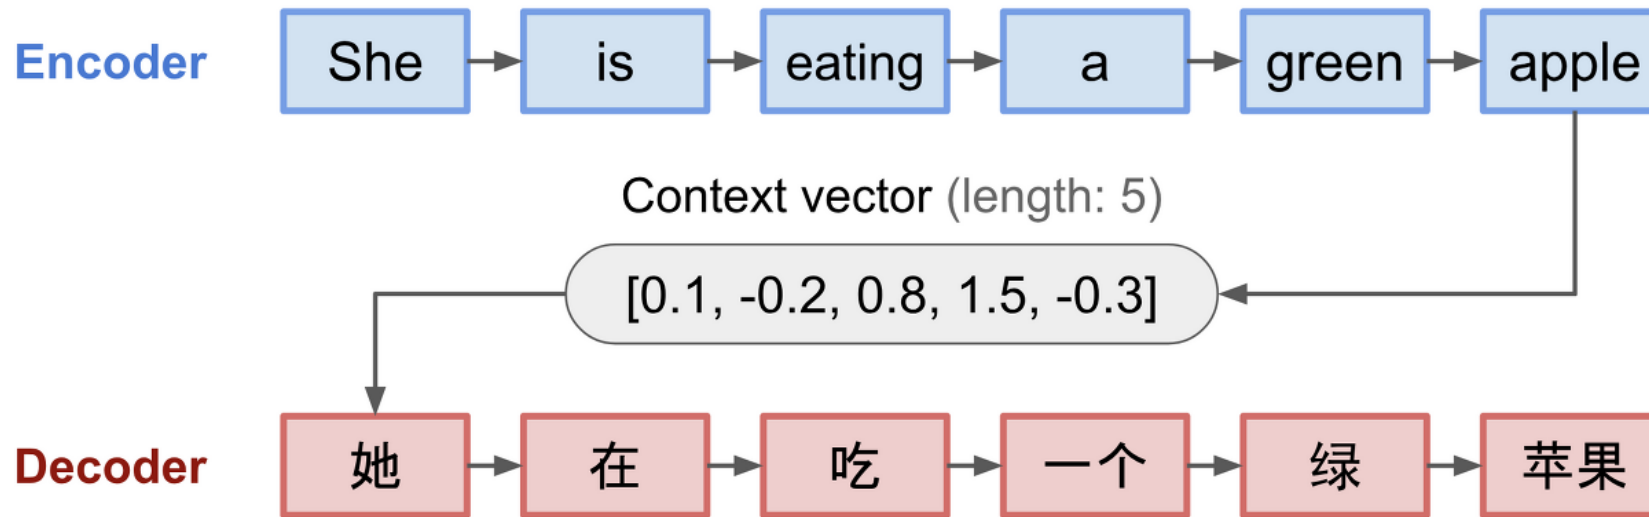 Encoder She is eating a green apple
Context vector (length: 5)
[0.1, -0.2, 0.8, 1.5, -0.3]
Decoder 她 在 吃 一个 绿 苹果